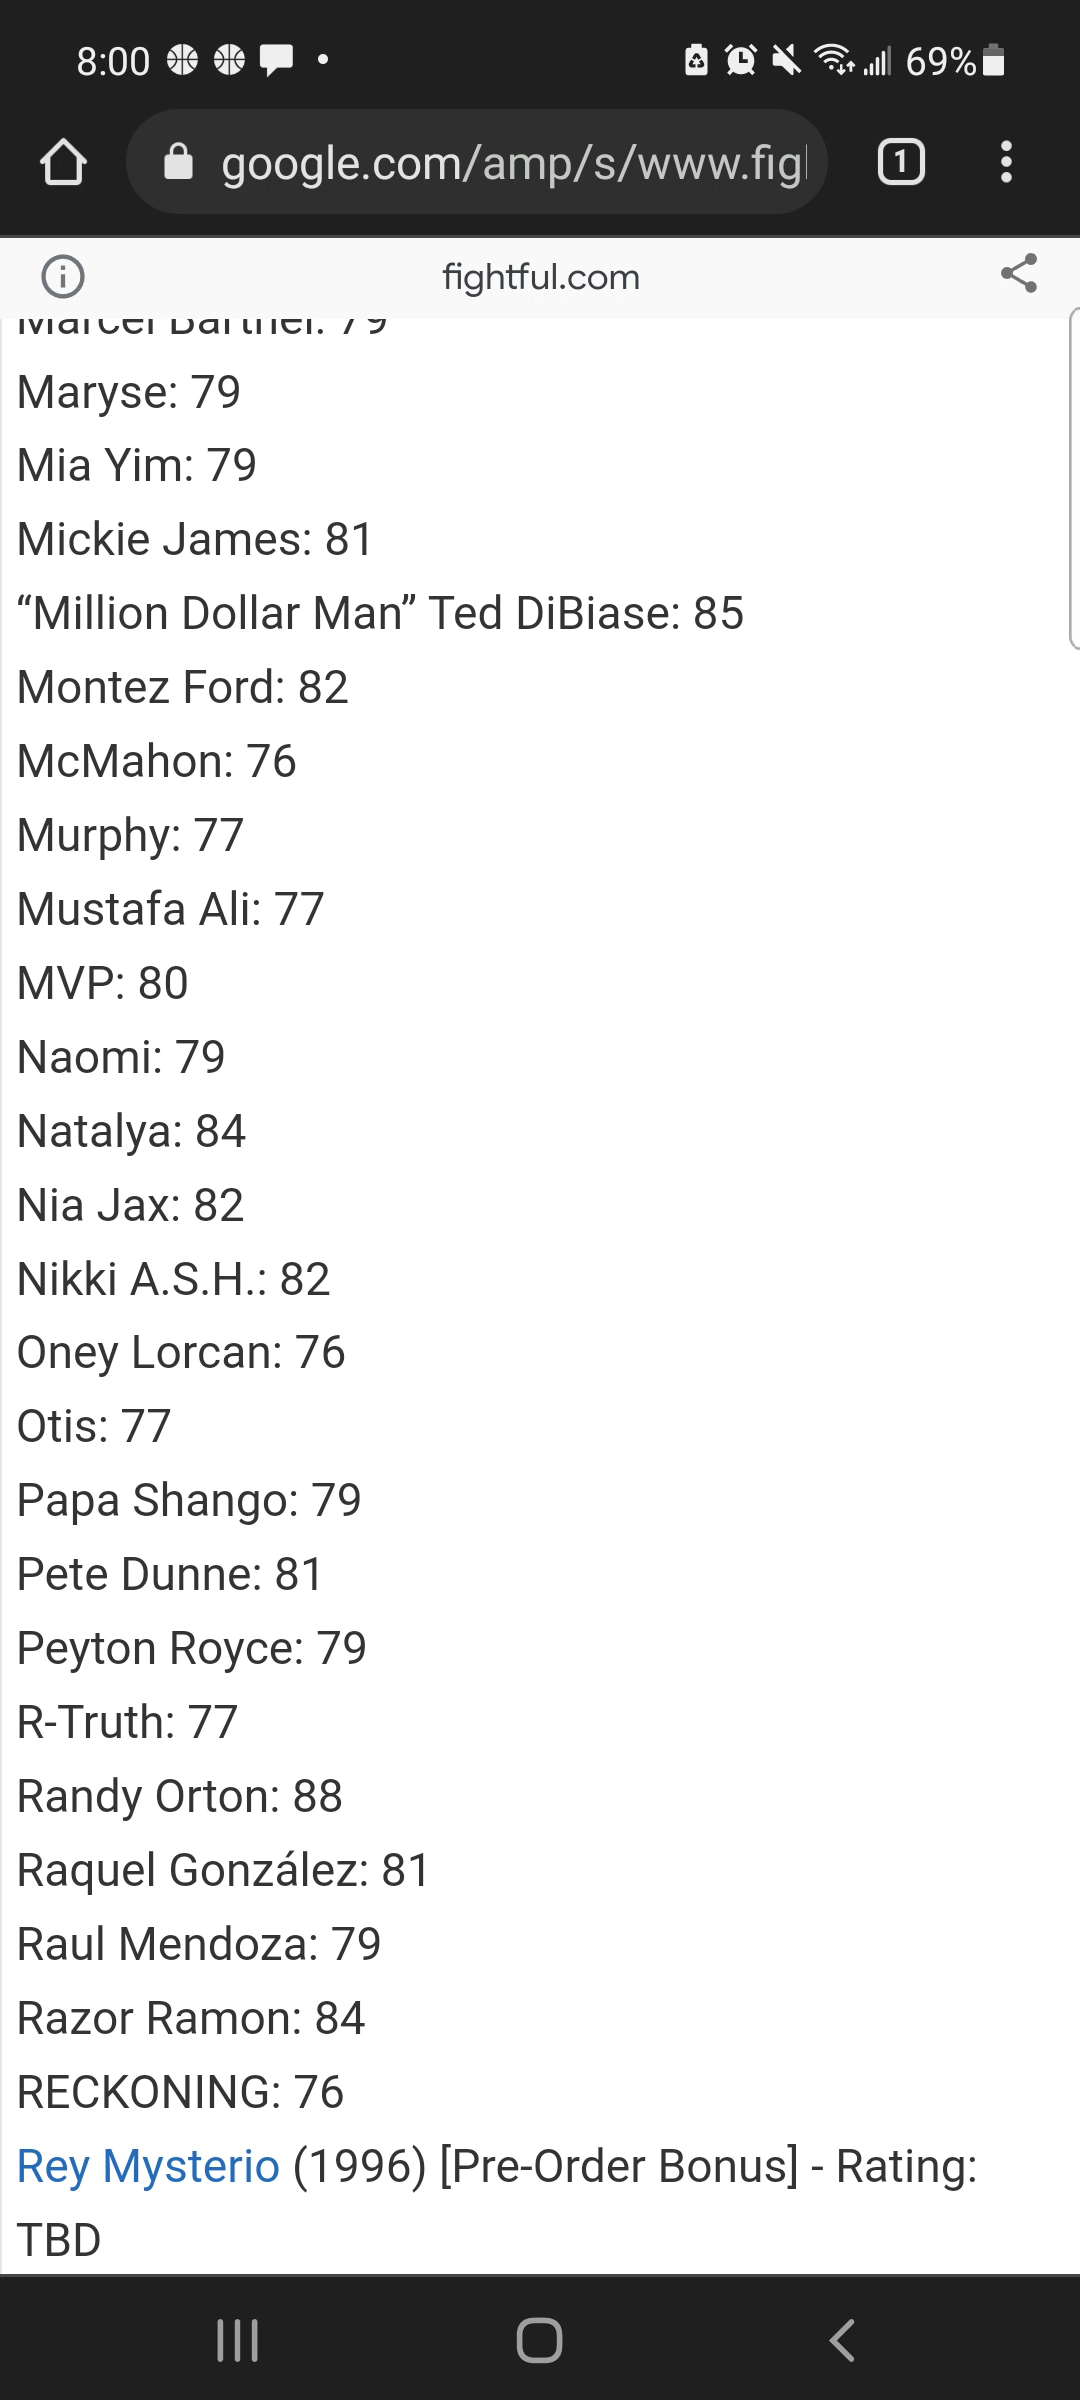 8:00
69%
google.com/amp/s/www.fig
1
fightful.com
Marcel Barthel: 79
Maryse: 79
Mia Yim: 79
Mickie James: 81
“Million Dollar Man” Ted DiBiase: 85
Montez Ford: 82
McMahon: 76
Murphy: 77
Mustafa Ali: 77
MVP: 80
Naomi: 79
Natalya: 84
Nia Jax: 82
Nikki A.S.H.: 82
Oney Lorcan: 76
Otis: 77
Papa Shango: 79
Pete Dunne: 81
Peyton Royce: 79
R-Truth: 77
Randy Orton: 88
Raquel González: 81
Raul Mendoza: 79
Razor Ramon: 84
RECKONING: 76
Rey Mysterio (1996) [Pre-Order Bonus] - Rating:
TBD